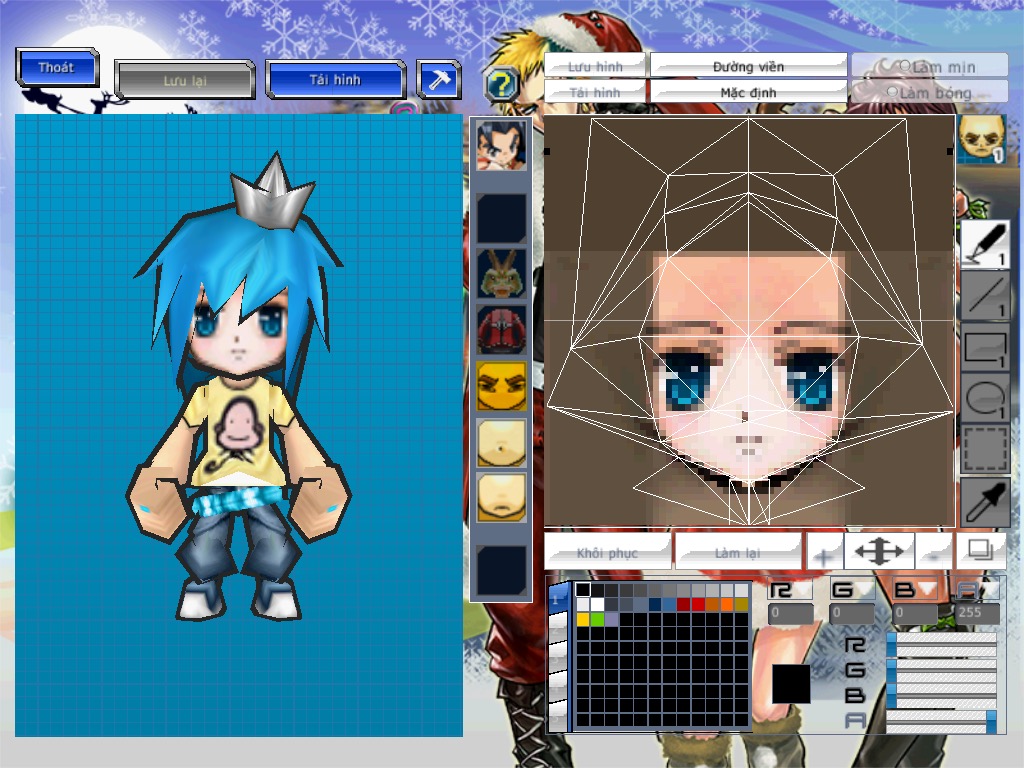 Thoát
Lưu lại
Tải hình
?
Lưu hình
Đường viền
Làm mịn
Tải hình
Mặc định
Làm bóng
1
1
1
1
1
Khôi phục
Làm lại
+
-
1
R
G
B
A
0
0
0
255
R
G
B
A